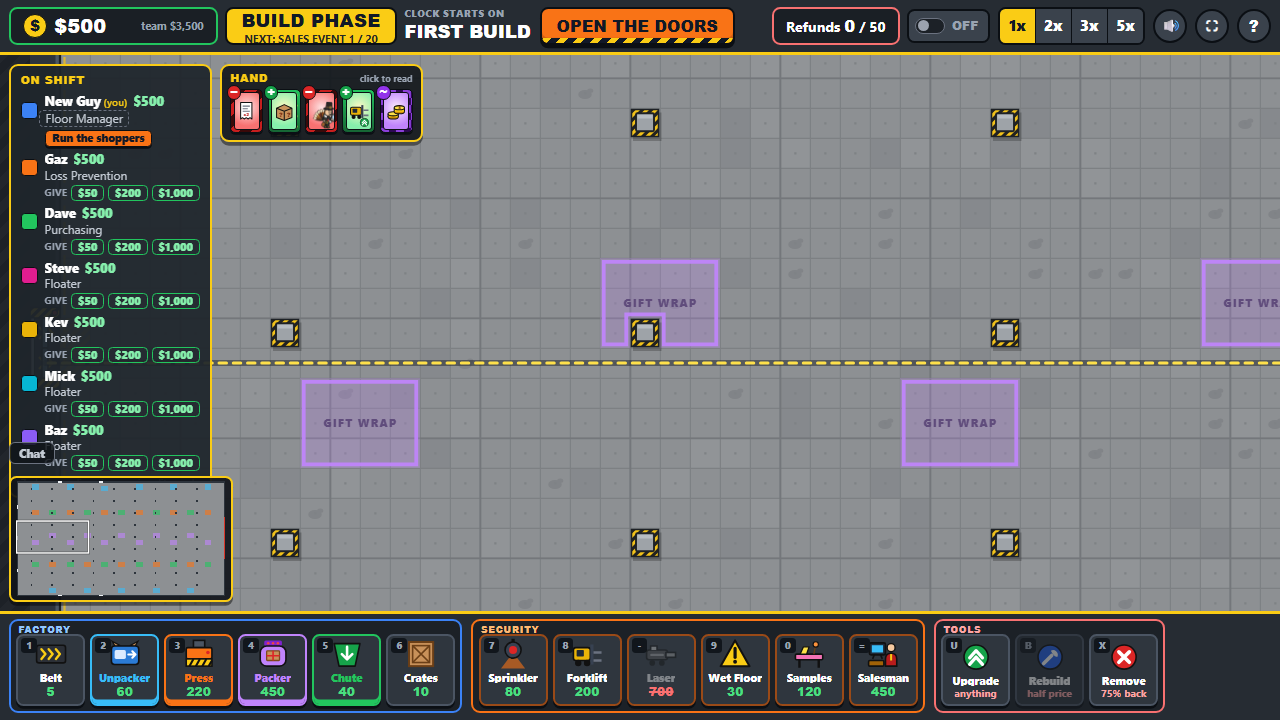 $ $500 team $3,500
BUILD PHASE
NEXT: SALES EVENT 1 / 20
CLOCK STARTS ON
FIRST BUILD
OPEN THE DOORS
Refunds 0 / 50
OFF
1x 2x 3x 5x
?
ON SHIFT
New Guy (you) $500
Floor Manager
Run the shoppers
Gaz $500
Loss Prevention
GIVE $50 $200 $1,000
Dave $500
Purchasing
GIVE $50 $200 $1,000
Steve $500
Floater
GIVE $50 $200 $1,000
Kev $500
Floater
GIVE $50 $200 $1,000
Mick $500
Floater
GIVE $50 $200 $1,000
Baz $500
Floater
GIVE $50 $200 $1,000
Chat
HAND click to read
GIFT WRAP
GIFT WR
GIFT WRAP
GIFT WRAP
FACTORY
1 Belt 5
2 Unpacker 60
3 Press 220
4 Packer 450
5 Chute 40
6 Crates 10
SECURITY
7 Sprinkler 80
8 Forklift 200
- Laser 700
9 Wet Floor 30
0 Samples 120
= Salesman 450
TOOLS
U Upgrade anything
B Rebuild half price
X Remove 75% back